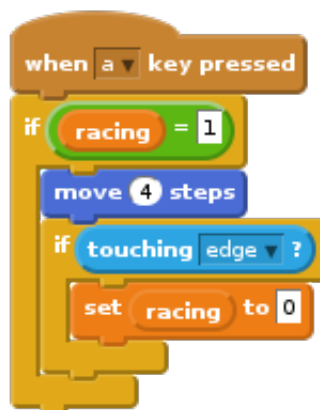 when a key pressed
if racing = 1
move 4 steps
if touching edge ?
set racing to 0